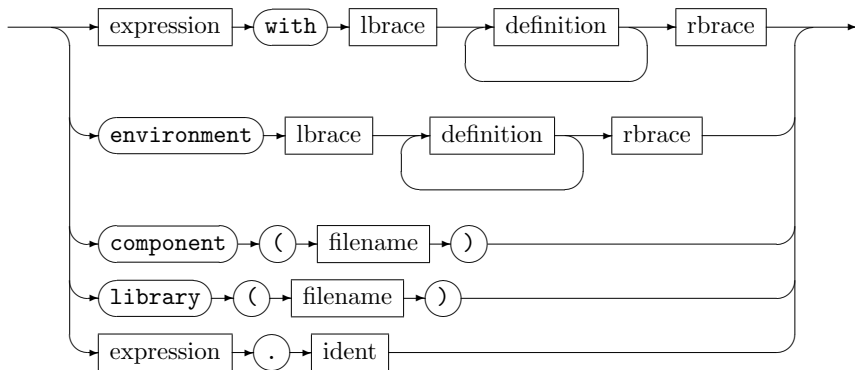 expression with lbrace definition rbrace
environment lbrace definition rbrace
component ( filename )
library ( filename )
expression . ident